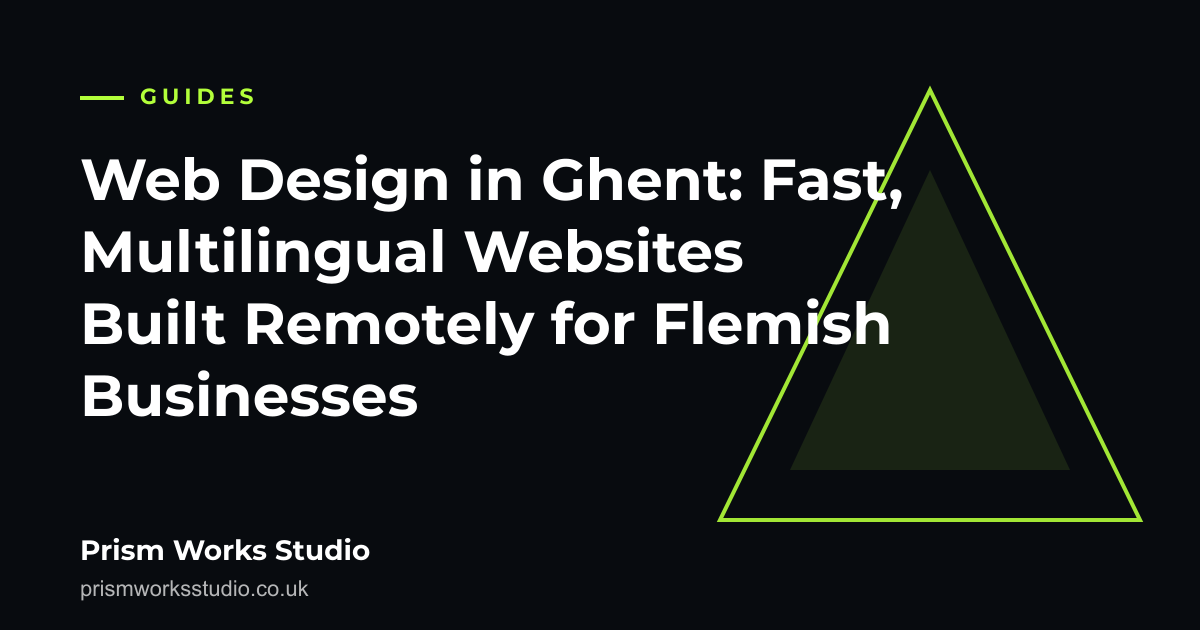 GUIDES
Web Design in Ghent: Fast,
Multilingual Websites
Built Remotely for Flemish
Businesses
Prism Works Studio
prismworksstudio.co.uk